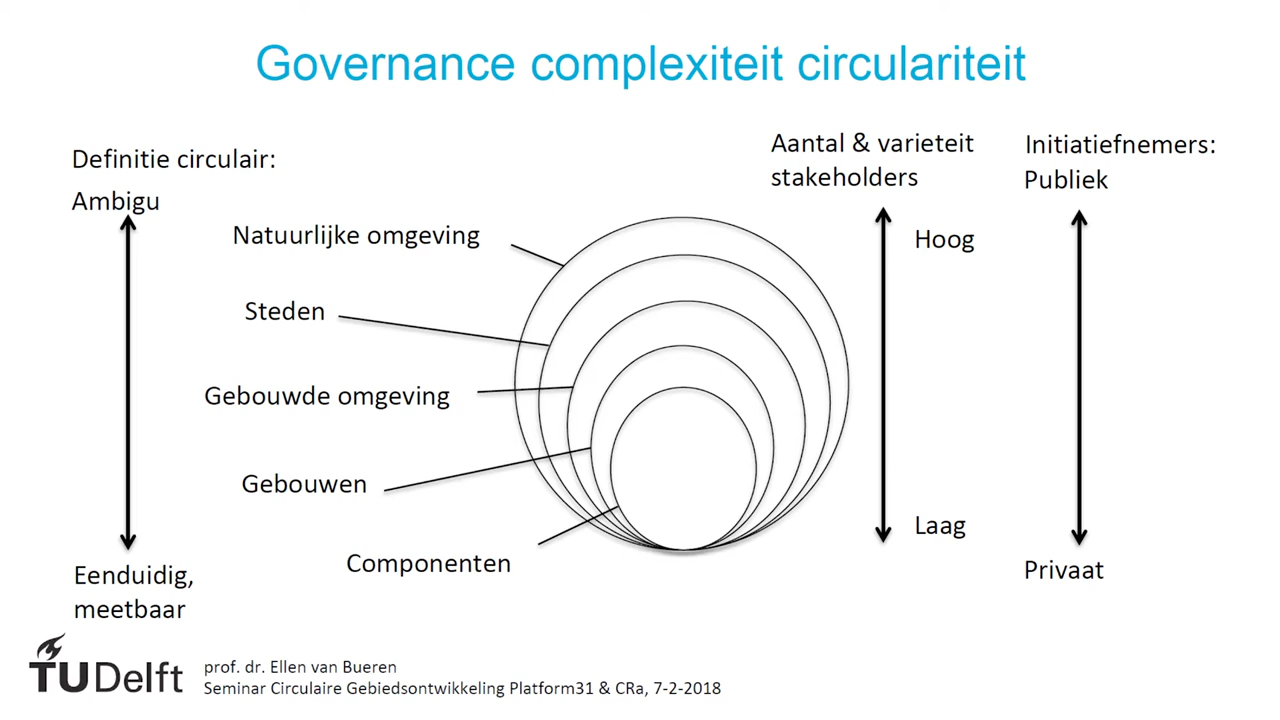 Governance complexiteit circulariteit
Definitie circulair:
Ambigu
Aantal & varieteit
stakeholders
Initiatiefnemers:
Publiek
Natuurlijke omgeving
Hoog
Steden
Gebouwde omgeving
Gebouwen
Laag
Componenten
Privaat
Eenduidig,
meetbaar
TUDelft
prof. dr. Ellen van Bueren
Seminar Circulaire Gebiedsontwikkeling Platform31 & CRa, 7-2-2018